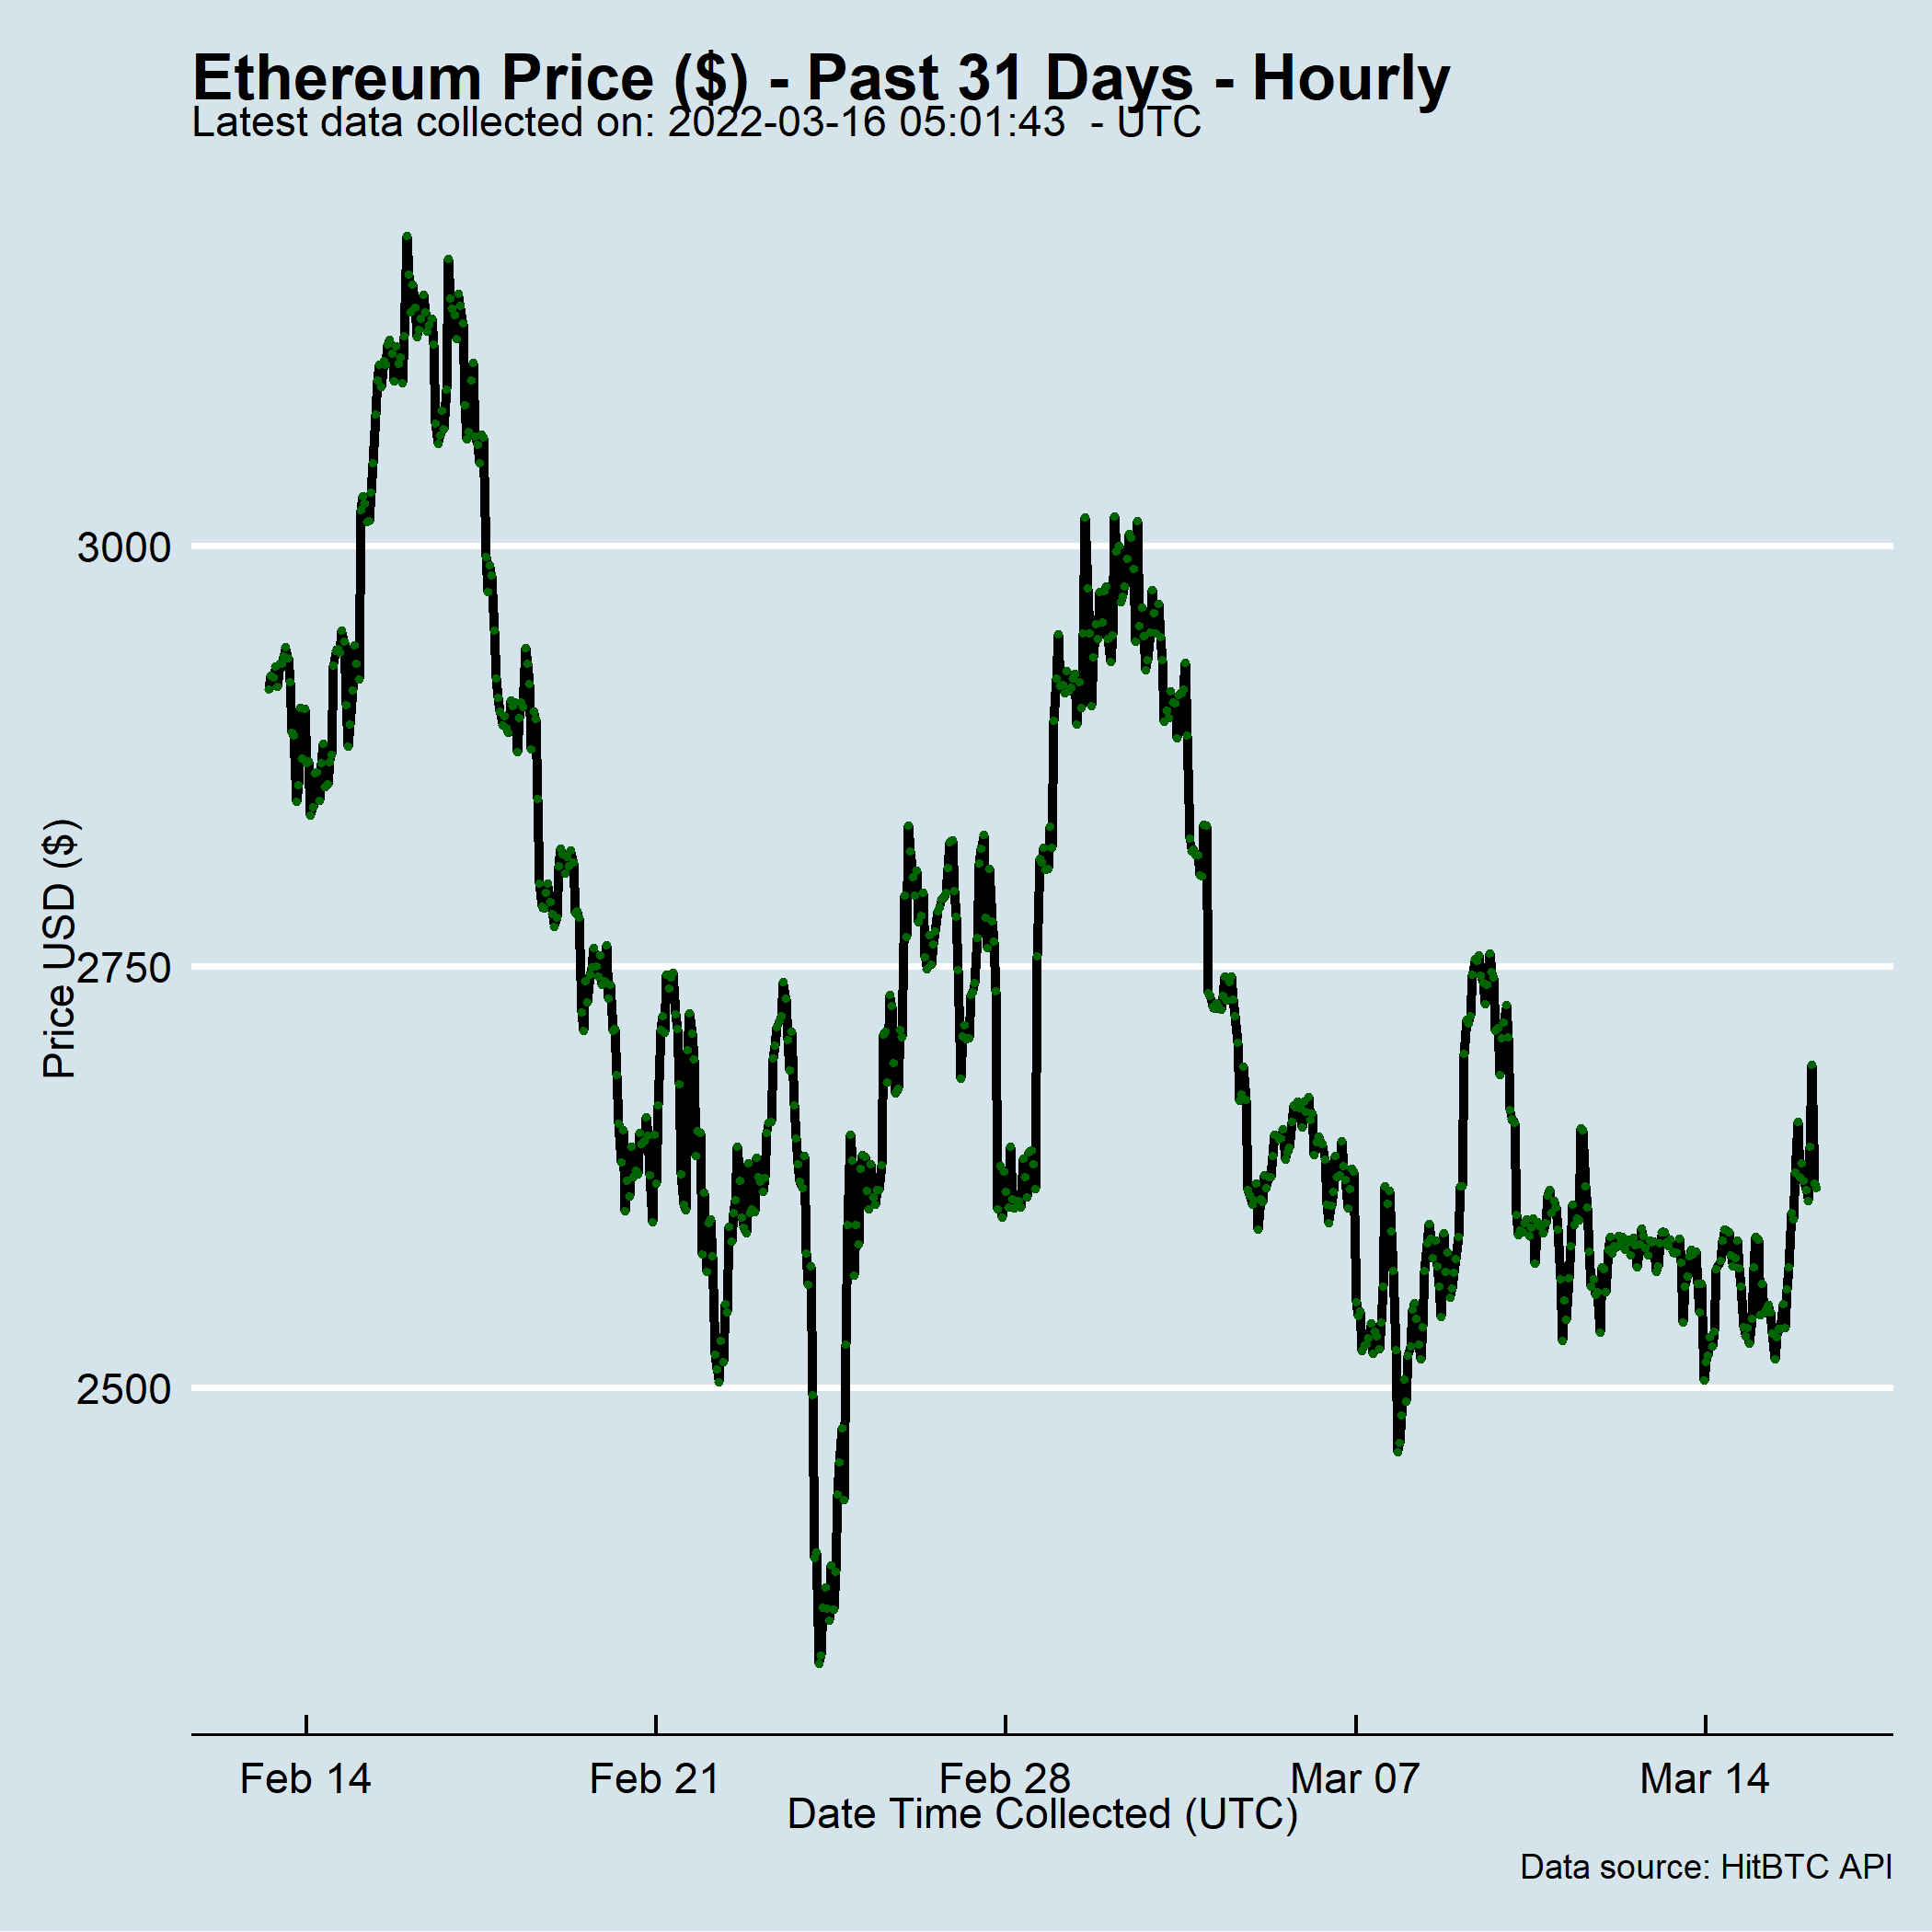 Ethereum Price ($) - Past 31 Days - Hourly
Latest data collected on: 2022-03-16 05:01:43  - UTC
Price USD ($)
3000
2750
2500
Feb 14 Feb 21 Feb 28 Mar 07 Mar 14
Date Time Collected (UTC)
Data source: HitBTC API